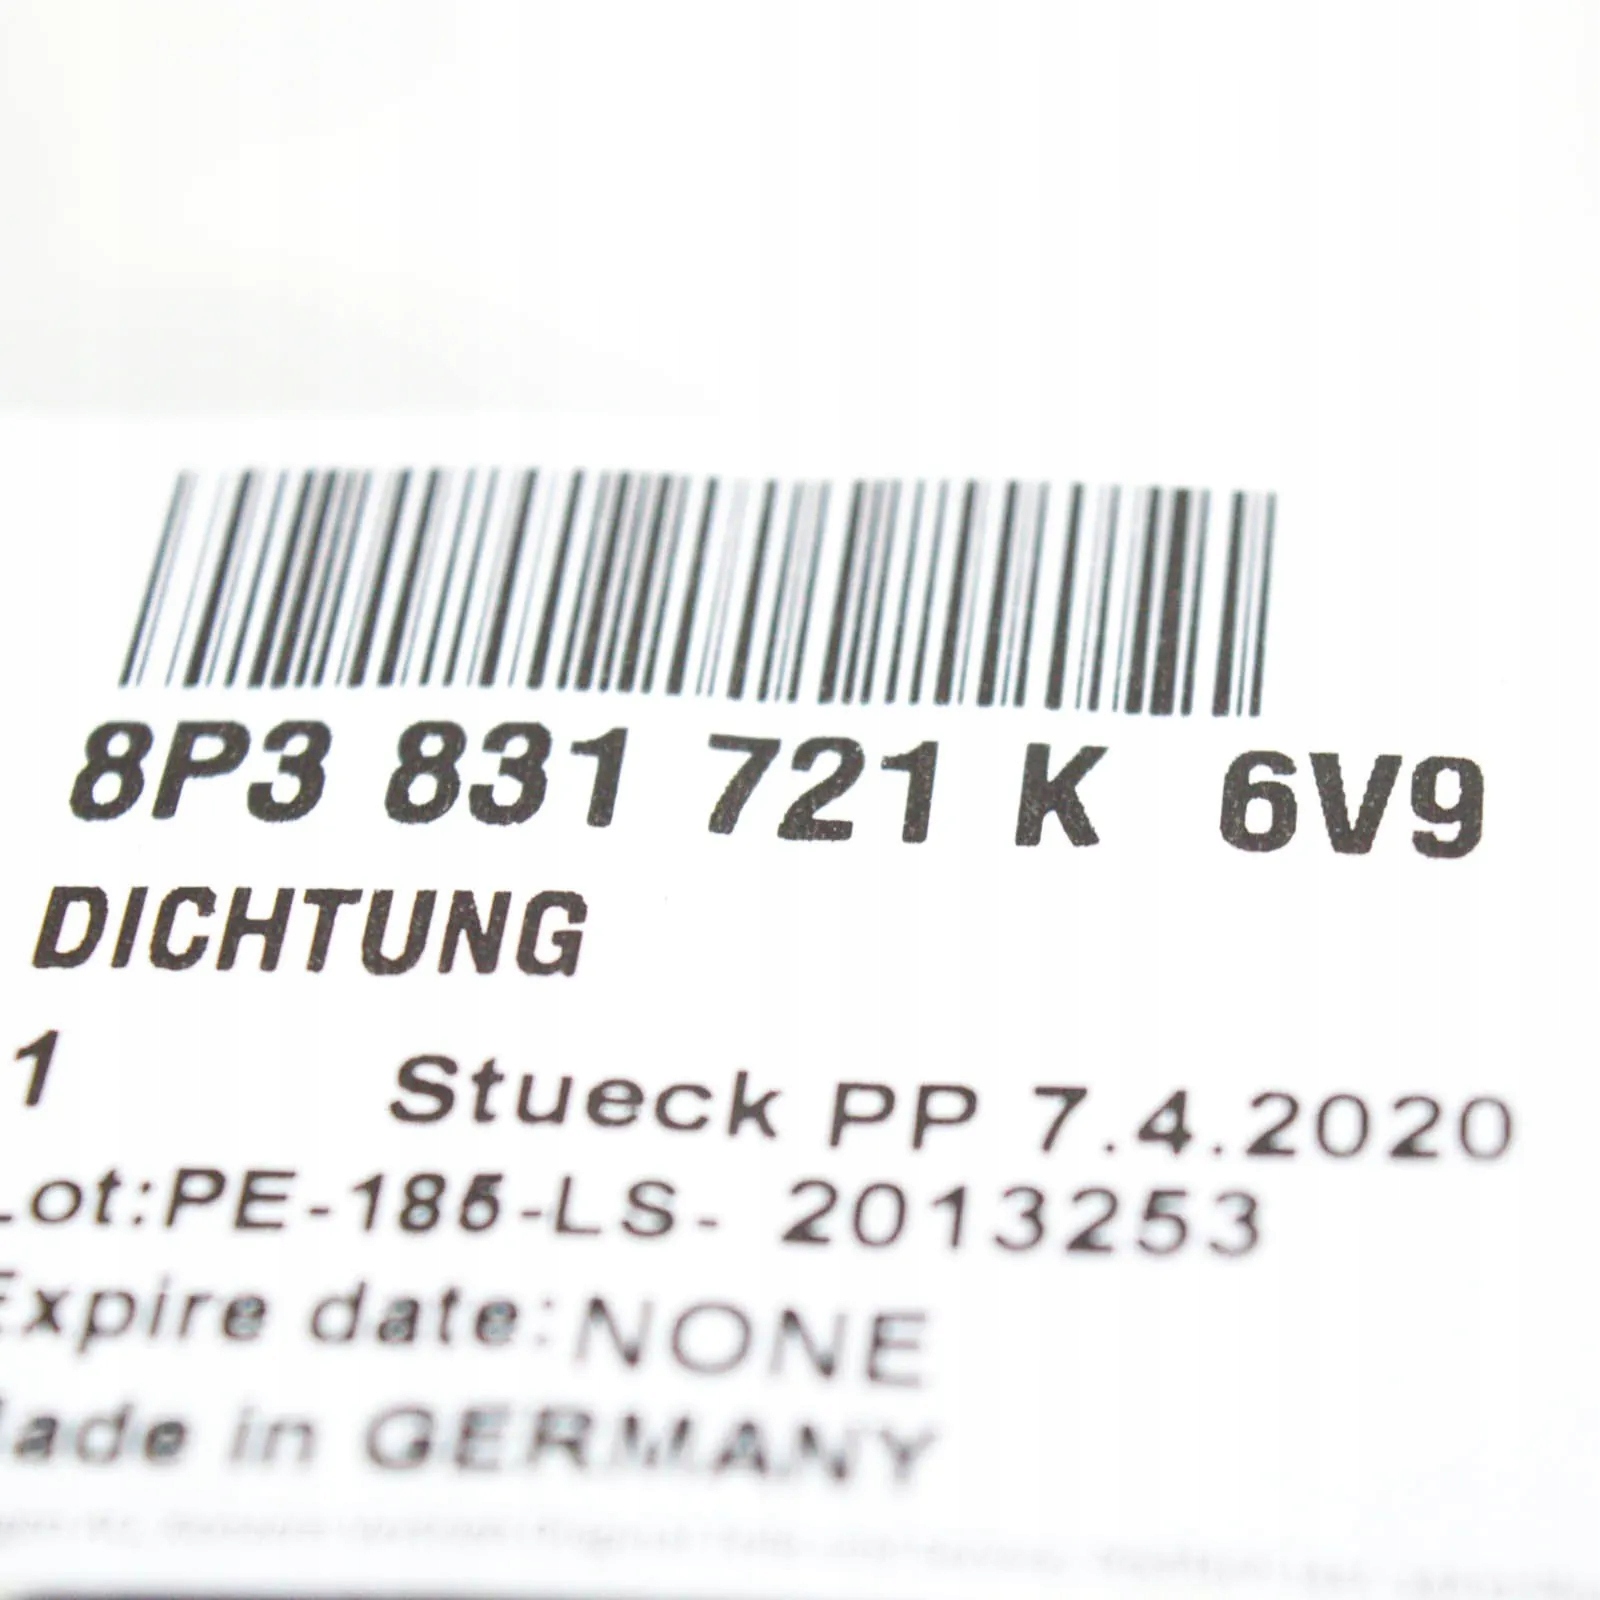 8P3 831 721 K 6V9
DICHTUNG
1 Stueck PP 7.4.2020
Lot:PE-185-LS- 2013253
Expire date:NONE
Made in GERMANY